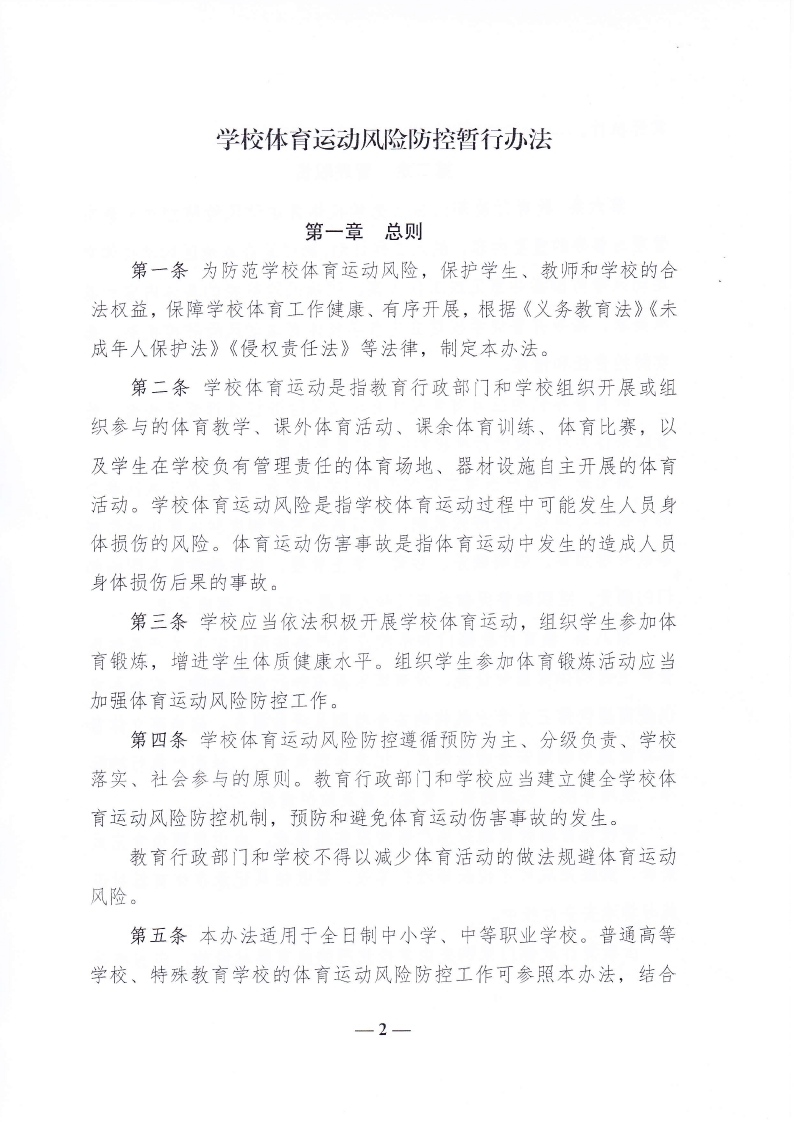 学校体育运动风险防控暂行办法
第一章 总则
第一条 为防范学校体育运动风险，保护学生、教师和学校的合
法权益，保障学校体育工作健康、有序开展，根据《义务教育法》《未
成年人保护法》《侵权责任法》等法律，制定本办法。
第二条 学校体育运动是指教育行政部门和学校组织开展或组
织参与的体育教学、课外体育活动、课余体育训练、体育比赛，以
及学生在学校负有管理责任的体育场地、器材设施自主开展的体育
活动。学校体育运动风险是指学校体育运动过程中可能发生人员身
体损伤的风险。体育运动伤害事故是指体育运动中发生的造成人员
身体损伤后果的事故。
第三条 学校应当依法积极开展学校体育运动，组织学生参加体
育锻炼，增进学生体质健康水平。组织学生参加体育锻炼活动应当
加强体育运动风险防控工作。
第四条 学校体育运动风险防控遵循预防为主、分级负责、学校
落实、社会参与的原则。教育行政部门和学校应当建立健全学校体
育运动风险防控机制，预防和避免体育运动伤害事故的发生。
教育行政部门和学校不得以减少体育活动的做法规避体育运动
风险。
第五条 本办法适用于全日制中小学、中等职业学校。普通高等
学校、特殊教育学校的体育运动风险防控工作可参照本办法，结合
— 2 —